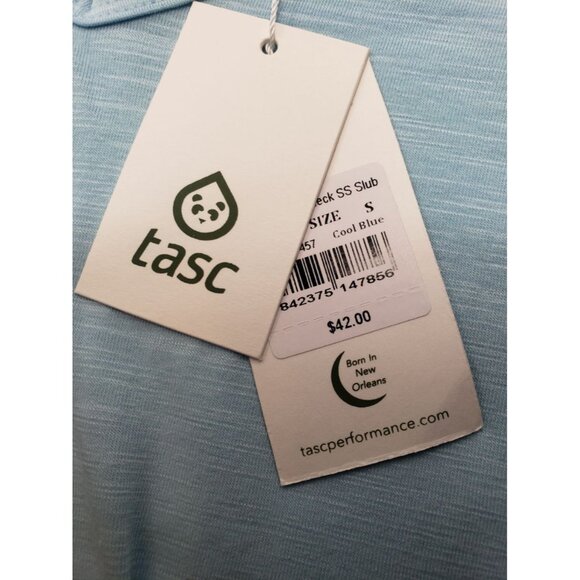 tasc
eck SS Slub
SIZE S
457 Cool Blue
842375 147856
$42.00
Born In
New
Orleans
tascperformance.com